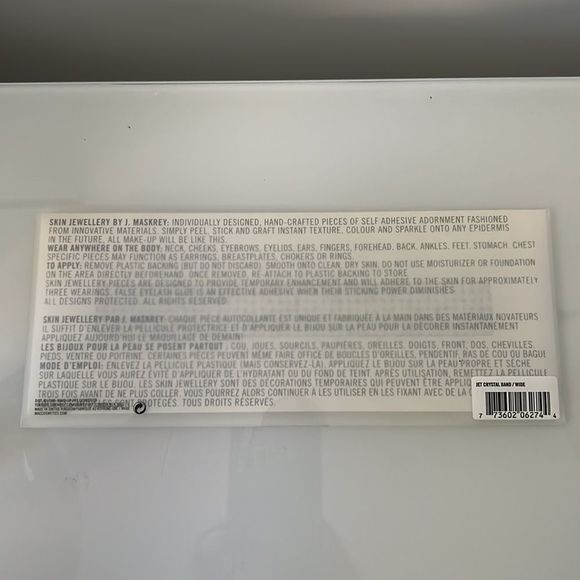 SKIN JEWELLERY BY J. MASKREY: INDIVIDUALLY DESIGNED, HAND-CRAFTED PIECES OF SELF ADHESIVE ADORNMENT FASHIONED
FROM INNOVATIVE MATERIALS, SIMPLY PEEL, STICK AND GRAFT INSTANT TEXTURE, COLOUR AND SPARKLE ONTO ANY EPIDERMIS
IN THE FUTURE, ALL MAKE-UP WILL BE LIKE THIS.
WEAR ANYWHERE ON THE BODY: NECK, CHEEKS, EYEBROWS, EYELIDS, EARS, FINGERS, FOREHEAD, BACK, ANKLES, FEET, STOMACH, CHEST
SPECIFIC PIECES MAY FUNCTION AS EARRINGS, BREASTPLATES, CHOKERS OR RINGS.
TO APPLY: REMOVE PLASTIC BACKING (BUT DO NOT DISCARD). SMOOTH ONTO CLEAN, DRY SKIN, DO NOT USE MOISTURIZER OR FOUNDATION
ON THE AREA DIRECTLY BEFOREHAND. ONCE REMOVED, RE-ATTACH TO PLASTIC BACKING TO STORE
SKIN JEWELLERY PIECES ARE DESIGNED TO PROVIDE TEMPORARY ENHANCEMENT AND WILL ADHERE TO THE SKIN FOR APPROXIMATELY
THREE WEARINGS. FALSE EYELASH GLUE IS AN EFFECTIVE ADHESIVE WHEN THEIR STICKING POWER DIMINISHES
ALL DESIGNS PROTECTED. ALL RIGHTS RESERVED.
SKIN JEWELLERY PAR J. MASKREY: CHAQUE PIÈCE AUTOCOLLANTE EST UNIQUE ET FABRIQUÉE À LA MAIN DANS DES MATÉRIAUX NOVATEURS
IL SUFFIT D'ENLEVER LA PELLICULE PROTECTRICE ET D'APPLIQUER LE BIJOU SUR LA PEAU POUR LA DÉCORER INSTANTANÉMENT
APPLIQUEZ AUJOURD'HUI LE MAQUILLAGE DE DEMAIN!
LES BIJOUX POUR LA PEAU SE POSENT PARTOUT : COU, JOUES, SOURCILS, PAUPIÈRES, OREILLES, DOIGTS, FRONT, DOS, CHEVILLES,
PIEDS, VENTRE OU POITRINE. CERTAINES PIÈCES PEUVENT MÊME FAIRE OFFICE DE BOUCLES D'OREILLES, PENDENTIF, RAS DE COU OU BAGUE
MODE D'EMPLOI: ENLEVEZ LA PELLICULE PLASTIQUE (MAIS CONSERVEZ-LA). APPLIQUEZ DÉLICATEMENT LE BIJOU SUR LA PEAU PROPRE ET SÈCHE
SUR LAQUELLE VOUS AUREZ ÉVITÉ D'APPLIQUER DE L'HYDRATANT OU DU FOND DE TEINT. APRÈS UTILISATION, REMETTEZ LA PELLICULE
PLASTIQUE SUR LE BIJOU. LES SKIN JEWELLERY SONT DES DÉCORATIONS TEMPORAIRES QUI PEUVENT ÊTRE APPLIQUÉES JUSQU'À TROIS
FOIS AVANT DE NE PLUS COLLER. VOUS POURREZ ALORS CONTINUER À LES UTILISER EN LES FIXANT AVEC DE LA
LES SONT PROTÉGÉS. TOUS DROITS RÉSERVÉS.
MADE IN UNITED KINGDOM
MACCOSMETICS.COM
JET CRYSTAL BAND / WIDE
7 73602 06274 4